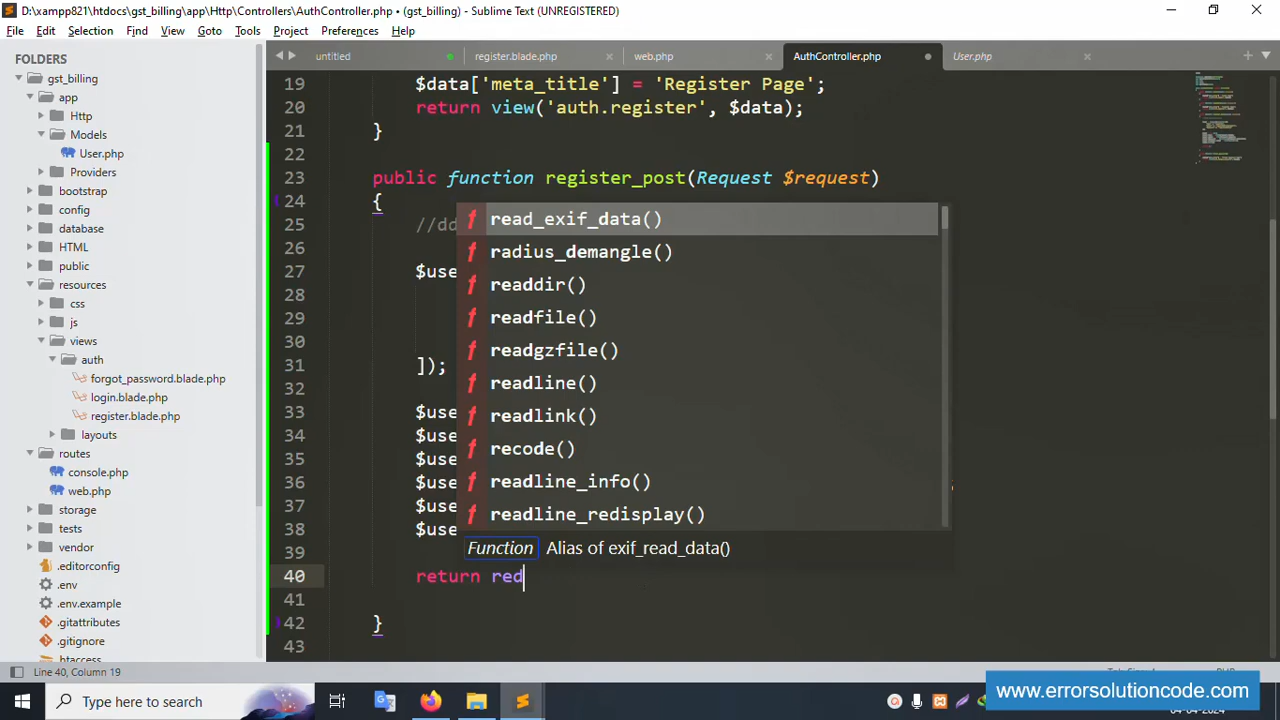 D:\xampp821\htdocs\gst_billing\app\Http\Controllers\AuthController.php • (gst_billing) - Sublime Text (UNREGISTERED)
File Edit Selection Find View Goto Tools Project Preferences Help
FOLDERS
gst_billing
app
Http
Models
User.php
Providers
bootstrap
config
database
HTML
public
resources
css
js
views
auth
forgot_password.blade.php
login.blade.php
register.blade.php
layouts
routes
console.php
web.php
storage
tests
vendor
.editorconfig
.env
.env.example
.gitattributes
.gitignore
.htaccess
untitled register.blade.php web.php AuthController.php User.php
19 $data['meta_title'] = 'Register Page';
20 return view('auth.register', $data);
21 }
22
23 public function register_post(Request $request)
24 {
25 //dd
26
27 $use
28
29
30
31 ]);
32
33 $use
34 $use
35 $use
36 $use
37 $use
38 $use
39
40 return red
41
42 }
43
f read_exif_data()
f radius_demangle()
f readdir()
f readfile()
f readgzfile()
f readline()
f readlink()
f recode()
f readline_info()
f readline_redisplay()
Function Alias of exif_read_data()
Line 40, Column 19
Type here to search
www.errorsolutioncode.com